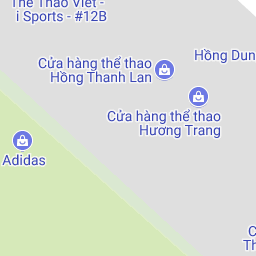 Thể Thao Việt -
i Sports - #12B
Hồng Dun
Cửa hàng thể thao
Hồng Thanh Lan
Cửa hàng thể thao
Hương Trang
Adidas
C
Th